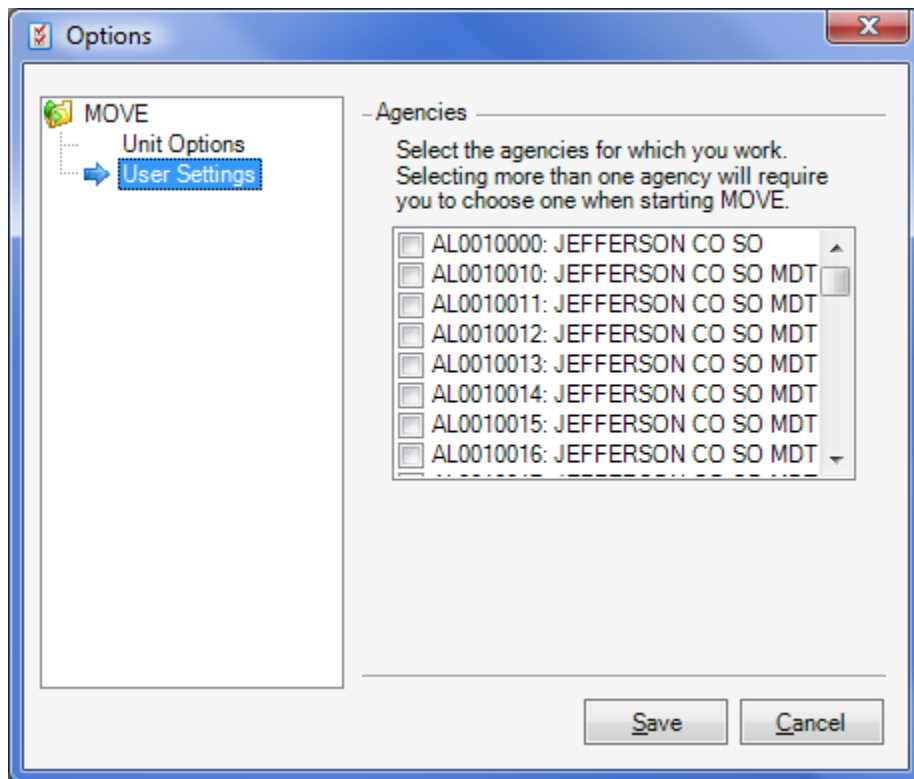 Options
MOVE
Unit Options
User Settings
Agencies
Select the agencies for which you work.
Selecting more than one agency will require
you to choose one when starting MOVE.
AL0010000: JEFFERSON CO SO
AL0010010: JEFFERSON CO SO MDT
AL0010011: JEFFERSON CO SO MDT
AL0010012: JEFFERSON CO SO MDT
AL0010013: JEFFERSON CO SO MDT
AL0010014: JEFFERSON CO SO MDT
AL0010015: JEFFERSON CO SO MDT
AL0010016: JEFFERSON CO SO MDT
Save
Cancel